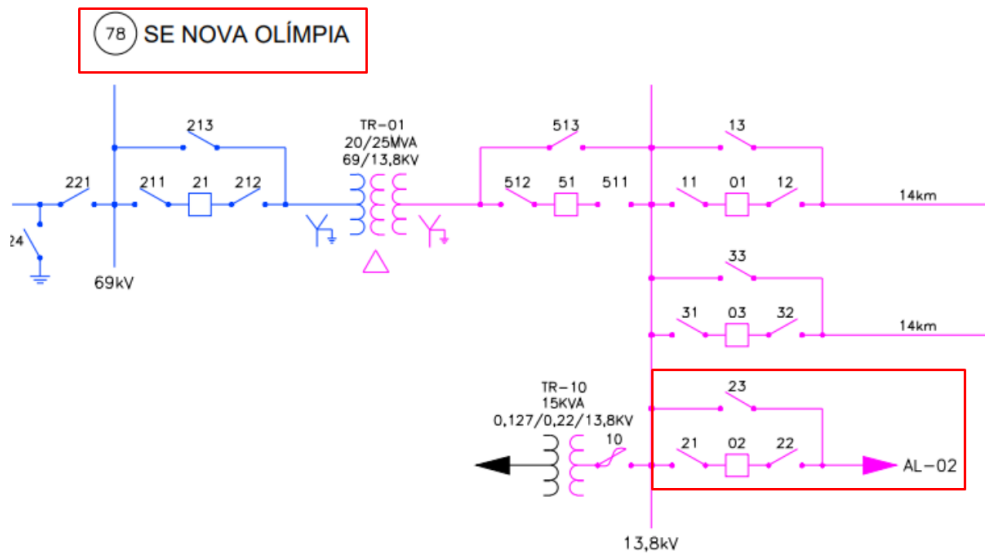 78 SE NOVA OLÍMPIA
213
TR-01
20/25MVA
69/13,8KV
513
13
221
211
21
212
512
51
511
11
01
12
14km
24
69kV
33
31
03
32
14km
TR-10
15KVA
0,127/0,22/13,8KV
10
23
21
02
22
AL-02
13,8kV